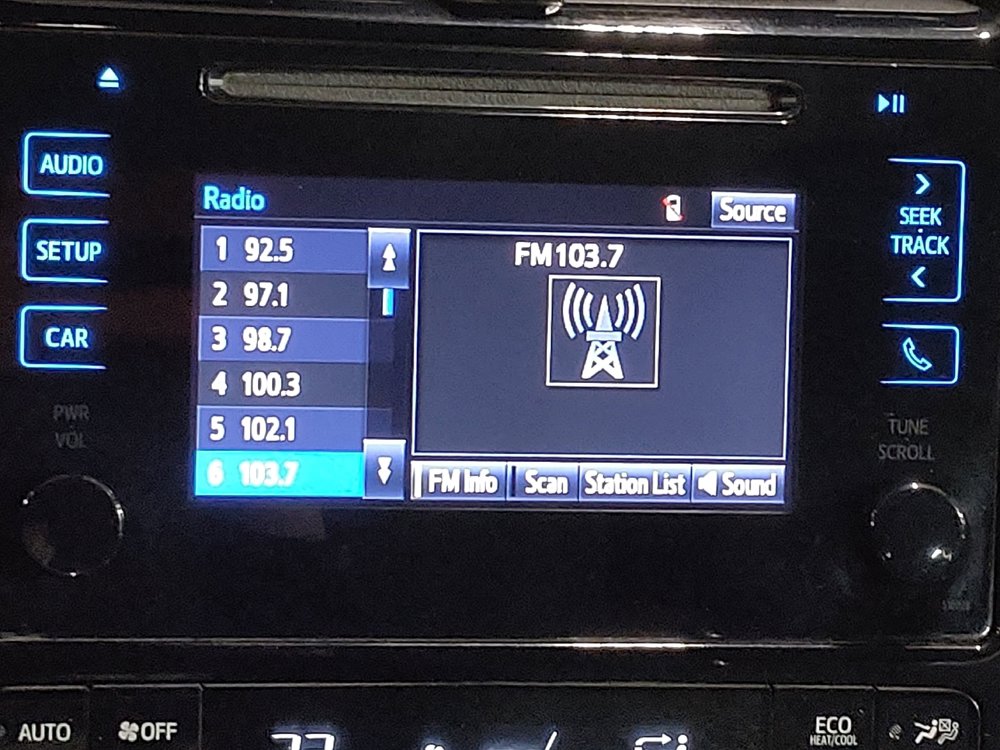 AUDIO
SETUP
CAR
PWR
VOL
Radio
Source
1 92.5
2 97.1
3 98.7
4 100.3
5 102.1
6 103.7
FM 103.7
FM Info
Scan
Station List
Sound
SEEK
TRACK
TUNE
SCROLL
AUTO
OFF
ECO
HEAT/COOL